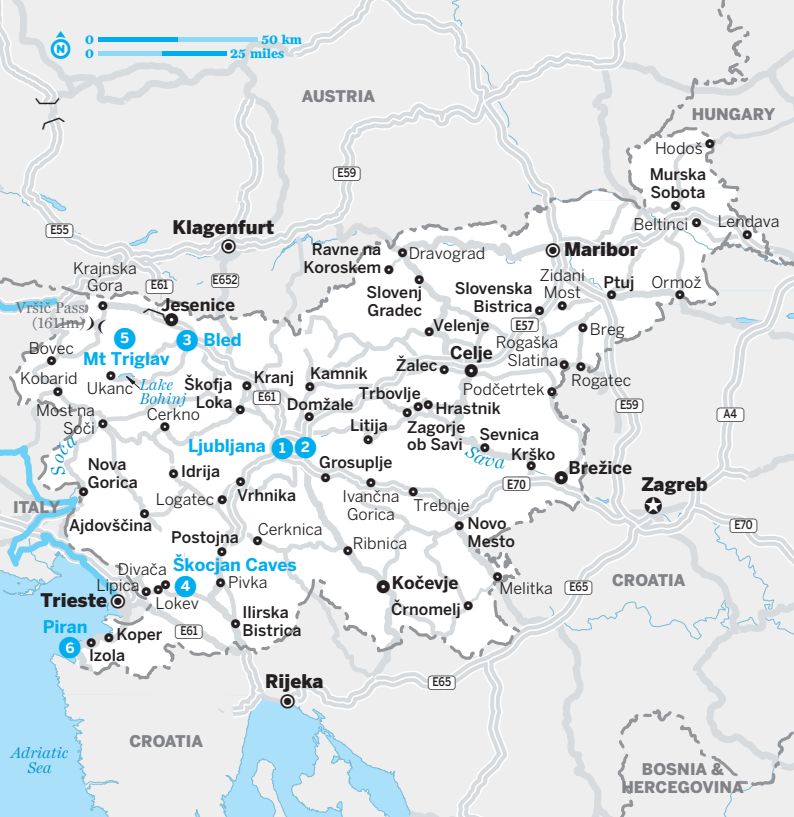 0 50 km
N
0 25 miles
AUSTRIA
HUNGARY
Hodoš
E59
Murska
Sobota
Beltinci
Lendava
E55
Klagenfurt
Ravne na
Koroskem
Dravograd
Maribor
Krajnska
Gora
E61
E652
Zidani
Most
Slovenj
Gradec
Slovenska
Bistrica
Ptuj
Ormož
Vršič Pass
(1611m)
Jesenice
5
3 Bled
Mt Triglav
Velenje
E57
Breg
Rogaška
Slatina
Bovec
Celje
Kobarid
Ukanc
Lake
Bohinj
Škofja
Loka
Kranj
Kamnik
Žalec
Rogatec
Podčetrtek
E61
Trbovlje
Hrastnik
E59
A4
Most na
Soči
Cerkno
Domžale
Litija
Zagorje
ob Savi
Sevnica
Soča
Ljubljana 1 2
Sava
Krško
Nova
Gorica
Idrija
Grosuplje
Brežice
E70
Zagreb
Logatec
Vrhnika
Ivančna
Gorica
Trebnje
ITALY
Ajdovščina
Novo
Mesto
E70
Postojna
Cerknica
Ribnica
Divača
Škocjan Caves
4
Lipica
Pivka
Kočevje
Melitka
E65
CROATIA
Trieste
Lokev
Črnomelj
Piran
6
Koper
Izola
E61
Ilirska
Bistrica
Rijeka
E65
CROATIA
Adriatic
Sea
BOSNIA &
HERCEGOVINA